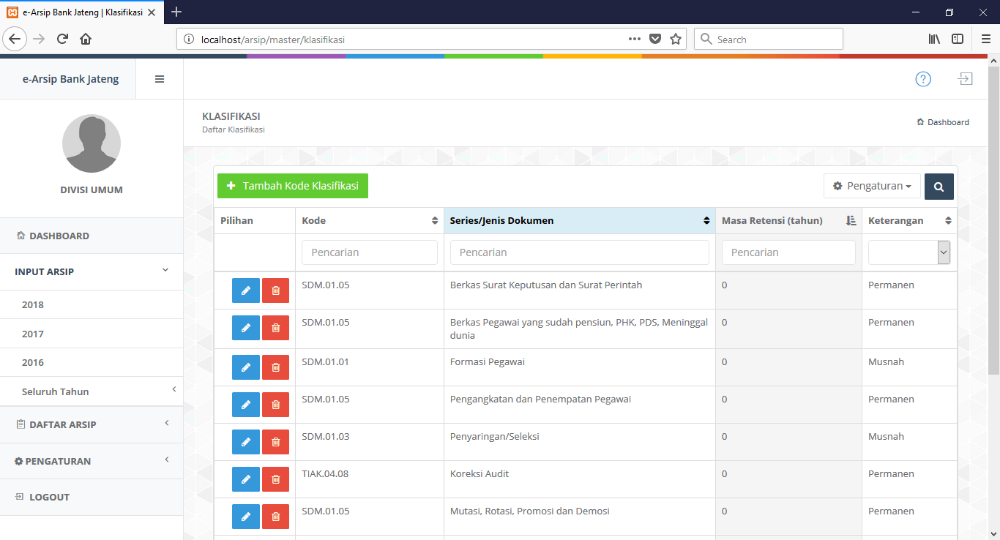 e-Arsip Bank Jateng | Klasifikasi
localhost/arsip/master/klasifikasi
Search
e-Arsip Bank Jateng
DIVISI UMUM
DASHBOARD
INPUT ARSIP
2018
2017
2016
Seluruh Tahun
DAFTAR ARSIP
PENGATURAN
LOGOUT
KLASIFIKASI
Daftar Klasifikasi
Dashboard
Tambah Kode Klasifikasi
Pengaturan
Pilihan Kode Series/Jenis Dokumen Masa Retensi (tahun) Keterangan
Pencarian Pencarian Pencarian
SDM.01.05 Berkas Surat Keputusan dan Surat Perintah 0 Permanen
SDM.01.05 Berkas Pegawai yang sudah pensiun, PHK, PDS, Meninggal 0 Permanen
dunia
SDM.01.01 Formasi Pegawai 0 Musnah
SDM.01.05 Pengangkatan dan Penempatan Pegawai 0 Permanen
SDM.01.03 Penyaringan/Seleksi 0 Musnah
TIAK.04.08 Koreksi Audit 0 Permanen
SDM.01.05 Mutasi, Rotasi, Promosi dan Demosi 0 Permanen